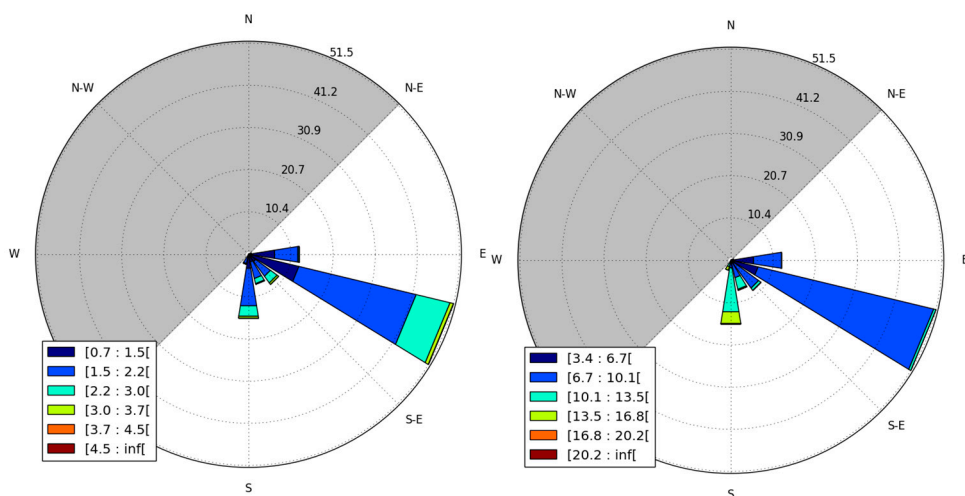 N
51.5
N-W
N-E
41.2
30.9
20.7
10.4
W
E
[0.7 : 1.5[
[1.5 : 2.2[
[2.2 : 3.0[
[3.0 : 3.7[
[3.7 : 4.5[
[4.5 : inf[
S-E
S
N
51.5
N-W
N-E
41.2
30.9
20.7
10.4
W
E
[3.4 : 6.7[
[6.7 : 10.1[
[10.1 : 13.5[
[13.5 : 16.8[
[16.8 : 20.2[
[20.2 : inf[
S-E
S